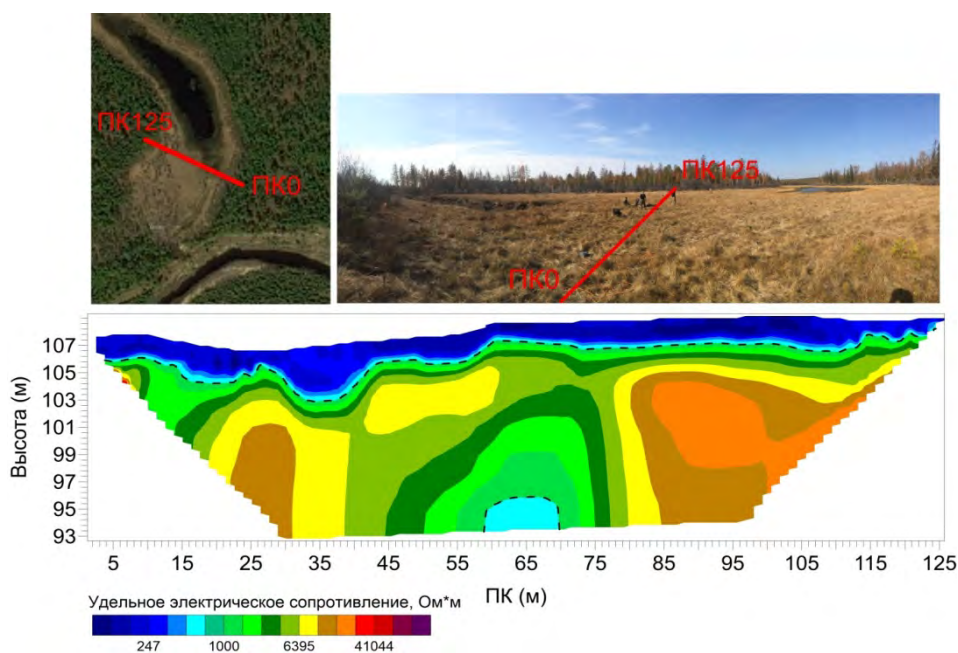 ПК125
ПК0
ПК125
ПК0
Высота (м)
107
105
103
101
99
97
95
93
5 15 25 35 45 55 65 75 85 95 105 115 125
ПК (м)
Удельное электрическое сопротивление, Ом*м
247 1000 6395 41044